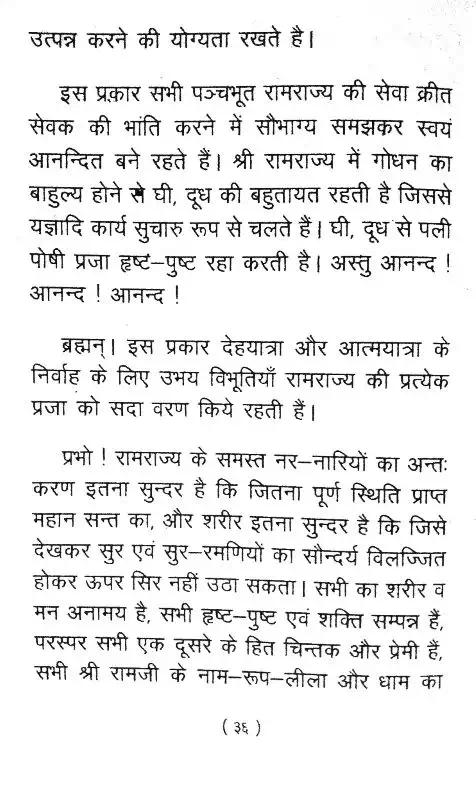 उत्पन्न करने की योग्यता रखते है।
इस प्रकार सभी पञ्चभूत रामराज्य की सेवा क्रीत
सेवक की भांति करने में सौभाग्य समझकर स्वयं
आनन्दित बने रहते हैं। श्री रामराज्य में गोधन का
बाहुल्य होने से घी, दूध की बहुतायत रहती है जिससे
यज्ञादि कार्य सुचारु रूप से चलते हैं। घी, दूध से पली
पोषी प्रजा हृष्ट-पुष्ट रहा करती है। अस्तु आनन्द !
आनन्द ! आनन्द !
ब्रह्मन्। इस प्रकार देहयात्रा और आत्मयात्रा के
निर्वाह के लिए उभय विभूतियाँ रामराज्य की प्रत्येक
प्रजा को सदा वरण किये रहती हैं।
प्रभो ! रामराज्य के समस्त नर-नारियों का अन्तः
करण इतना सुन्दर है कि जितना पूर्ण स्थिति प्राप्त
महान सन्त का, और शरीर इतना सुन्दर है कि जिसे
देखकर सुर एवं सुर-रमणियों का सौन्दर्य विलज्जित
होकर ऊपर सिर नहीं उठा सकता। सभी का शरीर व
मन अनामय है, सभी हृष्ट-पुष्ट एवं शक्ति सम्पन्न हैं,
परस्पर सभी एक दूसरे के हित चिन्तक और प्रेमी हैं,
सभी श्री रामजी के नाम-रूप-लीला और धाम का
(३६)